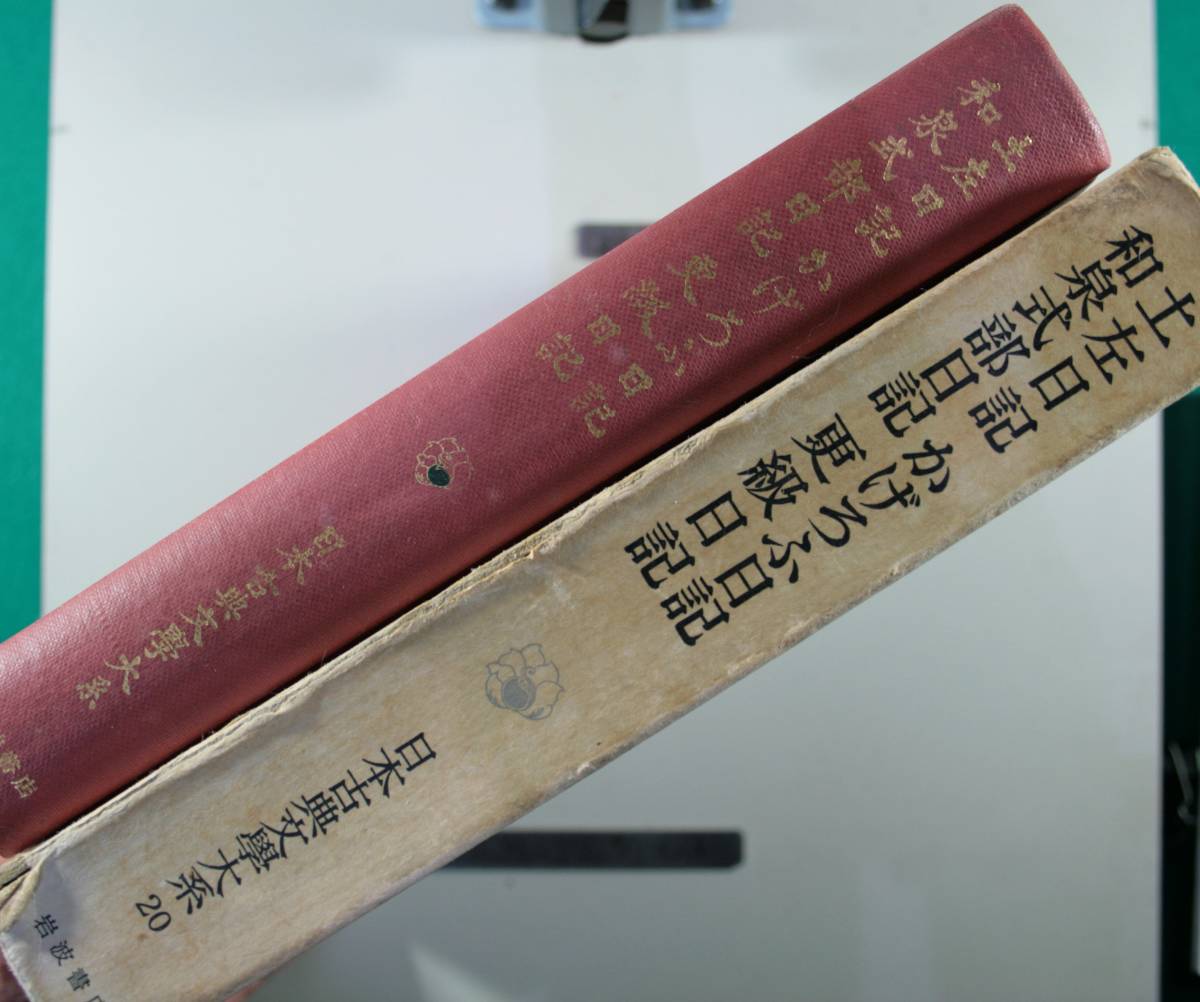 土左日記 かげろふ日記
和泉式部日記 更級日記
日本古典文學大系
書店
土左日記 かげろふ日記
和泉式部日記 更級日記
日本古典文學大系 20
岩波書